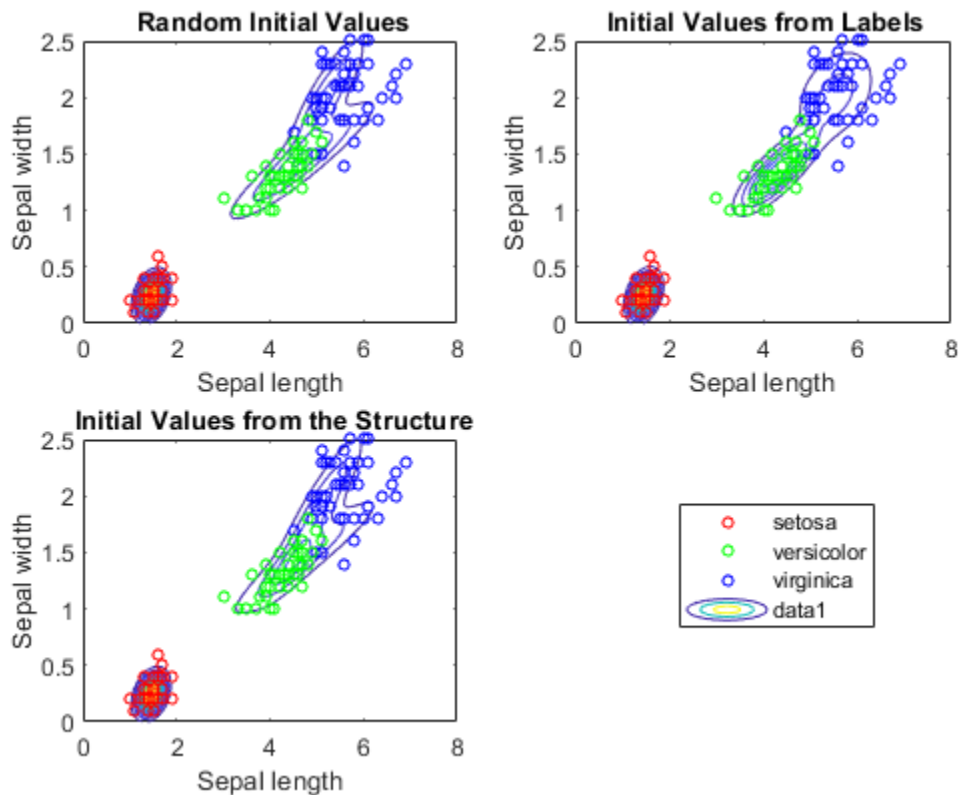 Random Initial Values
2.5
2
1.5
1
0.5
0
Sepal width
0 2 4 6 8
Sepal length
Initial Values from Labels
2.5
2
1.5
1
0.5
0
Sepal width
0 2 4 6 8
Sepal length
Initial Values from the Structure
2.5
2
1.5
1
0.5
0
Sepal width
0 2 4 6 8
Sepal length
setosa
versicolor
virginica
data1